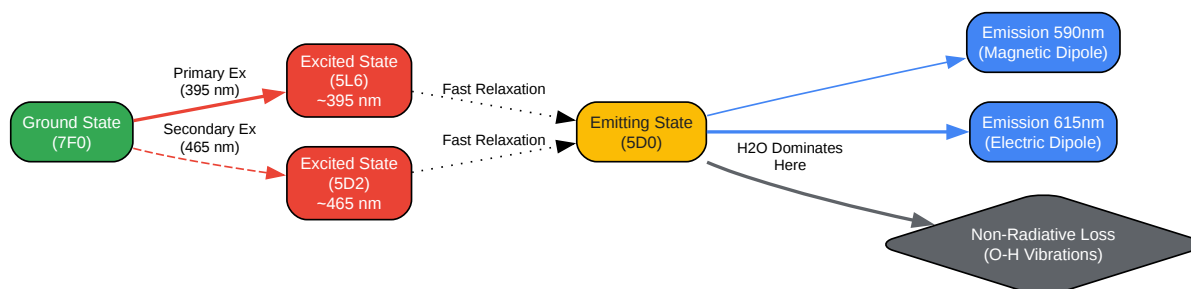 Ground State
(7F0)
Primary Ex
(395 nm)
Secondary Ex
(465 nm)
Excited State
(5L6)
~395 nm
Excited State
(5D2)
~465 nm
Fast Relaxation
Fast Relaxation
Emitting State
(5D0)
H2O Dominates
Here
Emission 590nm
(Magnetic Dipole)
Emission 615nm
(Electric Dipole)
Non-Radiative Loss
(O-H Vibrations)